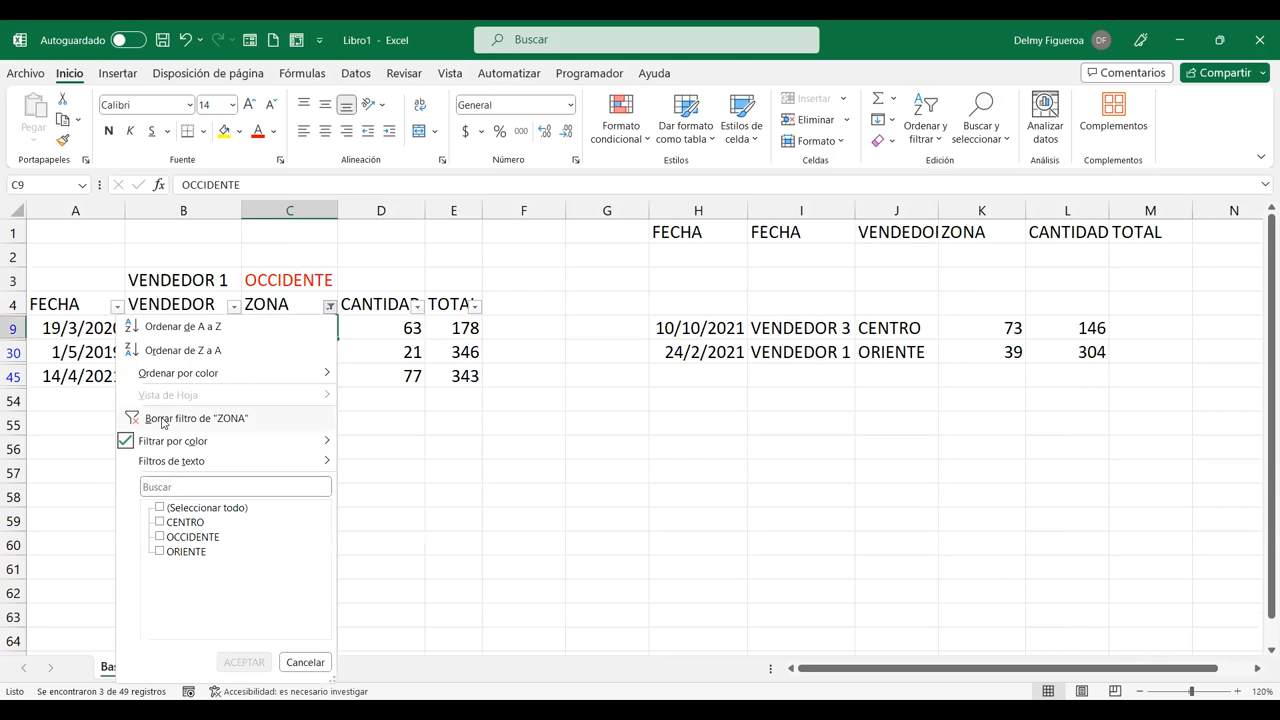 Autoguardado Libro1 - Excel Buscar Delmy Figueroa DF
Archivo Inicio Insertar Disposición de página Fórmulas Datos Revisar Vista Automatizar Programador Ayuda Comentarios Compartir
Pegar Calibri 14 General Formato condicional Dar formato como tabla Estilos de celda Insertar Eliminar Formato Ordenar y filtrar Buscar y seleccionar Analizar datos Complementos
N K S A $ % 000
Portapapeles Fuente Alineación Número Estilos Celdas Edición Análisis Complementos
C9 fx OCCIDENTE
A B C D E F G H I J K L M N
1 FECHA FECHA VENDEDOI ZONA CANTIDAD TOTAL
2
3 VENDEDOR 1 OCCIDENTE
4 FECHA VENDEDOR ZONA CANTIDAD TOTAL
9 19/3/2020 63 178 10/10/2021 VENDEDOR 3 CENTRO 73 146
30 1/5/2019 21 346 24/2/2021 VENDEDOR 1 ORIENTE 39 304
45 14/4/2021 77 343
54
55
56
57
58
59
60
61
62
63
64
Ordenar de A a Z
Ordenar de Z a A
Ordenar por color
Vista de Hoja
Borrar filtro de "ZONA"
Filtrar por color
Filtros de texto
Buscar
(Seleccionar todo)
CENTRO
OCCIDENTE
ORIENTE
ACEPTAR Cancelar
Bas
Listo Se encontraron 3 de 49 registros Accesibilidad: es necesario investigar 120%